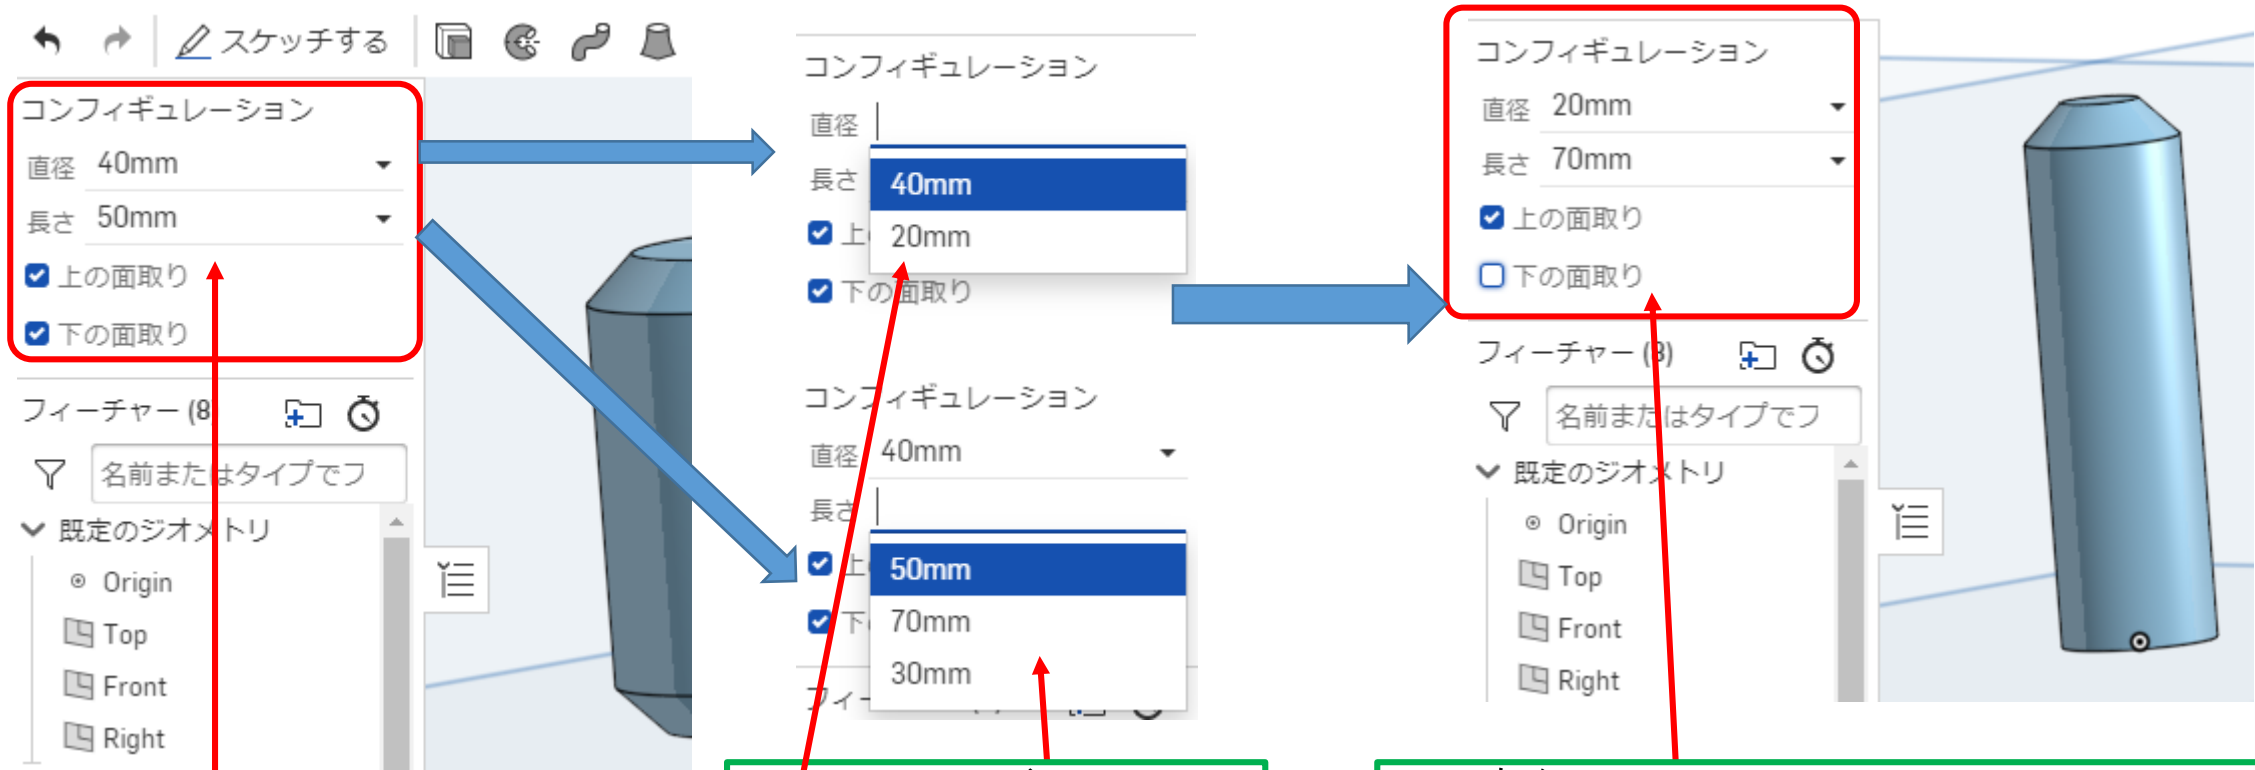 スケッチする
コンフィギュレーション
直径 40mm
長さ 50mm
上の面取り
下の面取り
フィーチャー (8
名前またはタイプでフ
既定のジオメトリ
Origin
Top
Front
Right
コンフィギュレーション
直径
40mm
長さ
20mm
上
下の面取り
コンフィギュレーション
直径 40mm
長さ
50mm
上
70mm
下
30mm
フィー
コンフィギュレーション
直径 20mm
長さ 70mm
上の面取り
下の面取り
フィーチャー (8)
名前またはタイプでフ
既定のジオメトリ
Origin
Top
Front
Right